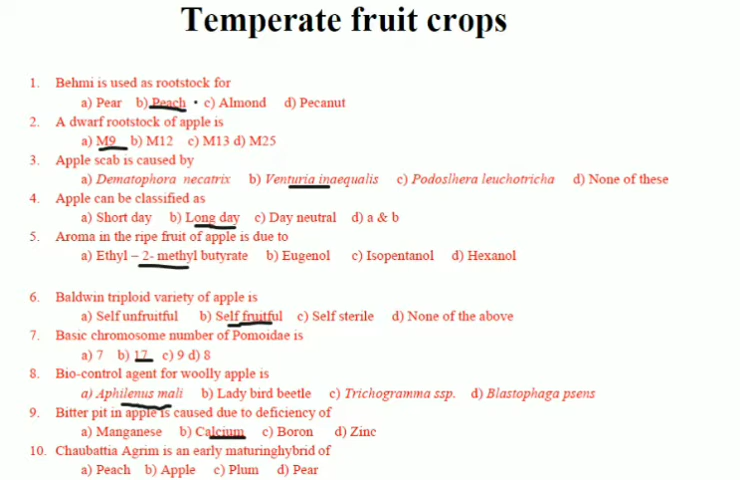 Temperate fruit crops
1. Behmi is used as rootstock for
a) Pear b) Peach c) Almond d) Pecanut
2. A dwarf rootstock of apple is
a) M9 b) M12 c) M13 d) M25
3. Apple scab is caused by
a) Dematophora necatrix b) Venturia inaequalis c) Podoslhera leuchotricha d) None of these
4. Apple can be classified as
a) Short day b) Long day c) Day neutral d) a & b
5. Aroma in the ripe fruit of apple is due to
a) Ethyl – 2- methyl butyrate b) Eugenol c) Isopentanol d) Hexanol
6. Baldwin triploid variety of apple is
a) Self unfruitful b) Self fruitful c) Self sterile d) None of the above
7. Basic chromosome number of Pomoidae is
a) 7 b) 17 c) 9 d) 8
8. Bio-control agent for woolly apple is
a) Aphilenus mali b) Lady bird beetle c) Trichogramma ssp. d) Blastophaga psens
9. Bitter pit in apple is caused due to deficiency of
a) Manganese b) Calcium c) Boron d) Zinc
10. Chaubattia Agrim is an early maturinghybrid of
a) Peach b) Apple c) Plum d) Pear